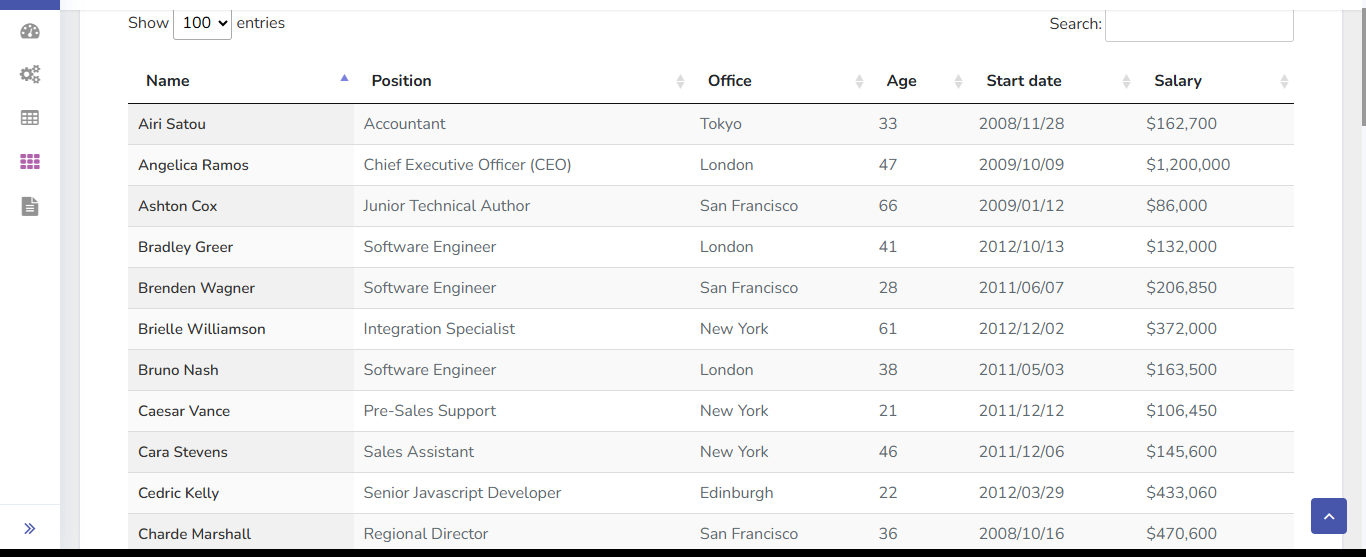 Show 100 entries Search:
Name Position Office Age Start date Salary
Airi Satou Accountant Tokyo 33 2008/11/28 $162,700
Angelica Ramos Chief Executive Officer (CEO) London 47 2009/10/09 $1,200,000
Ashton Cox Junior Technical Author San Francisco 66 2009/01/12 $86,000
Bradley Greer Software Engineer London 41 2012/10/13 $132,000
Brenden Wagner Software Engineer San Francisco 28 2011/06/07 $206,850
Brielle Williamson Integration Specialist New York 61 2012/12/02 $372,000
Bruno Nash Software Engineer London 38 2011/05/03 $163,500
Caesar Vance Pre-Sales Support New York 21 2011/12/12 $106,450
Cara Stevens Sales Assistant New York 46 2011/12/06 $145,600
Cedric Kelly Senior Javascript Developer Edinburgh 22 2012/03/29 $433,060
Charde Marshall Regional Director San Francisco 36 2008/10/16 $470,600